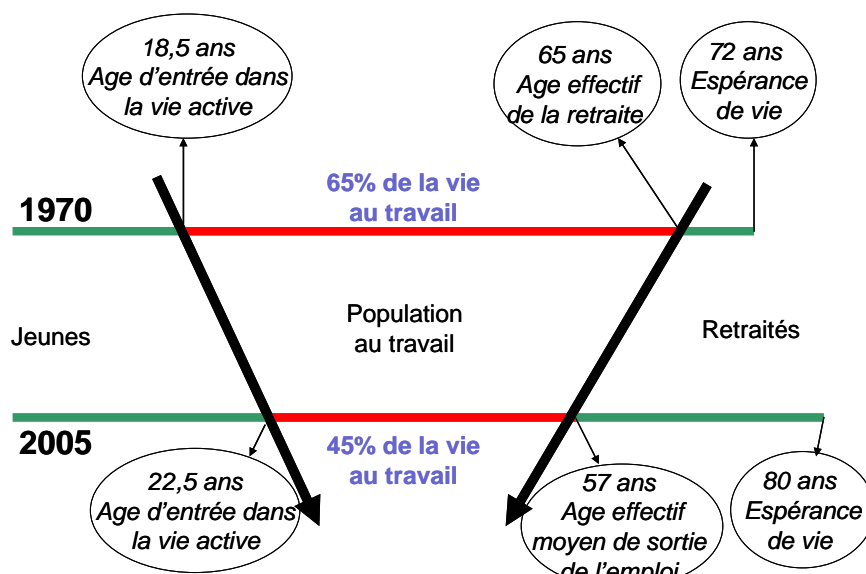 18,5 ans
Age d'entrée dans
la vie active
65 ans
Age effectif
de la retraite
72 ans
Espérance
de vie
65% de la vie
au travail
1970
Jeunes
Population
au travail
Retraités
2005
45% de la vie
au travail
22,5 ans
Age d'entrée dans
la vie active
57 ans
Age effectif
moyen de sortie
de l'emploi
80 ans
Espérance
de vie